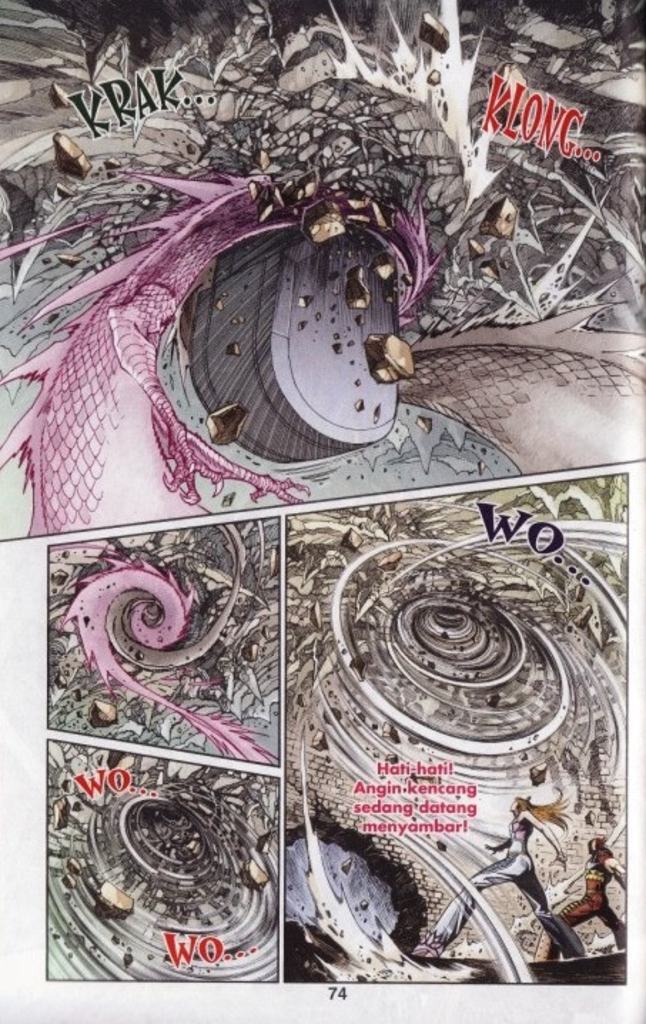 KRAK...
KLONG...
WO...
WO...
WO...
Hati-hati!
Angin kencang
sedang datang
menyambar!
74